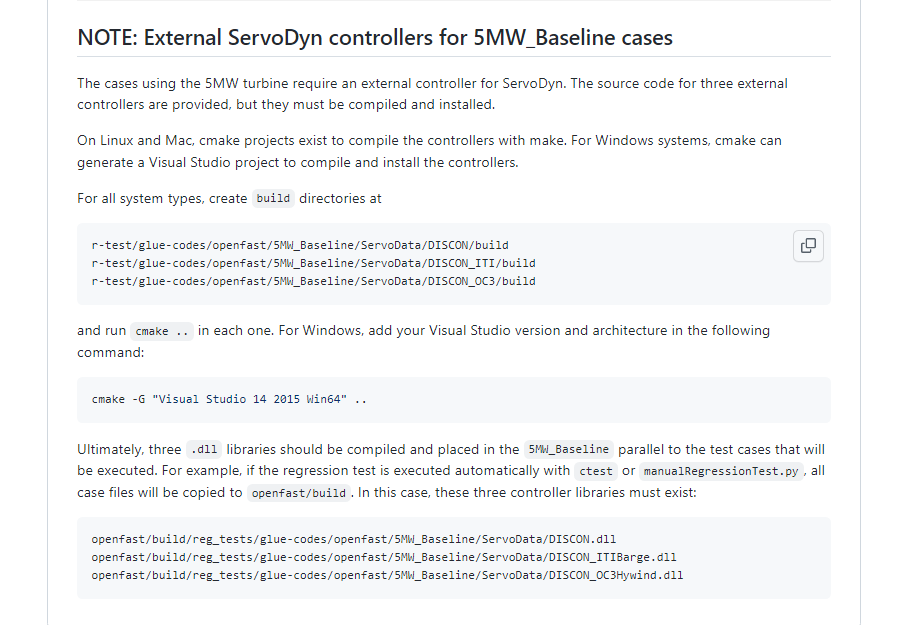 NOTE: External ServoDyn controllers for 5MW_Baseline cases
The cases using the 5MW turbine require an external controller for ServoDyn. The source code for three external
controllers are provided, but they must be compiled and installed.
On Linux and Mac, cmake projects exist to compile the controllers with make. For Windows systems, cmake can
generate a Visual Studio project to compile and install the controllers.
For all system types, create build directories at
r-test/glue-codes/openfast/5MW_Baseline/ServoData/DISCON/build
r-test/glue-codes/openfast/5MW_Baseline/ServoData/DISCON_ITI/build
r-test/glue-codes/openfast/5MW_Baseline/ServoData/DISCON_OC3/build
and run cmake .. in each one. For Windows, add your Visual Studio version and architecture in the following
command:
cmake -G "Visual Studio 14 2015 Win64" ..
Ultimately, three .dll libraries should be compiled and placed in the 5MW_Baseline parallel to the test cases that will
be executed. For example, if the regression test is executed automatically with ctest or manualRegressionTest.py, all
case files will be copied to openfast/build. In this case, these three controller libraries must exist:
openfast/build/reg_tests/glue-codes/openfast/5MW_Baseline/ServoData/DISCON.dll
openfast/build/reg_tests/glue-codes/openfast/5MW_Baseline/ServoData/DISCON_ITIBarge.dll
openfast/build/reg_tests/glue-codes/openfast/5MW_Baseline/ServoData/DISCON_OC3Hywind.dll